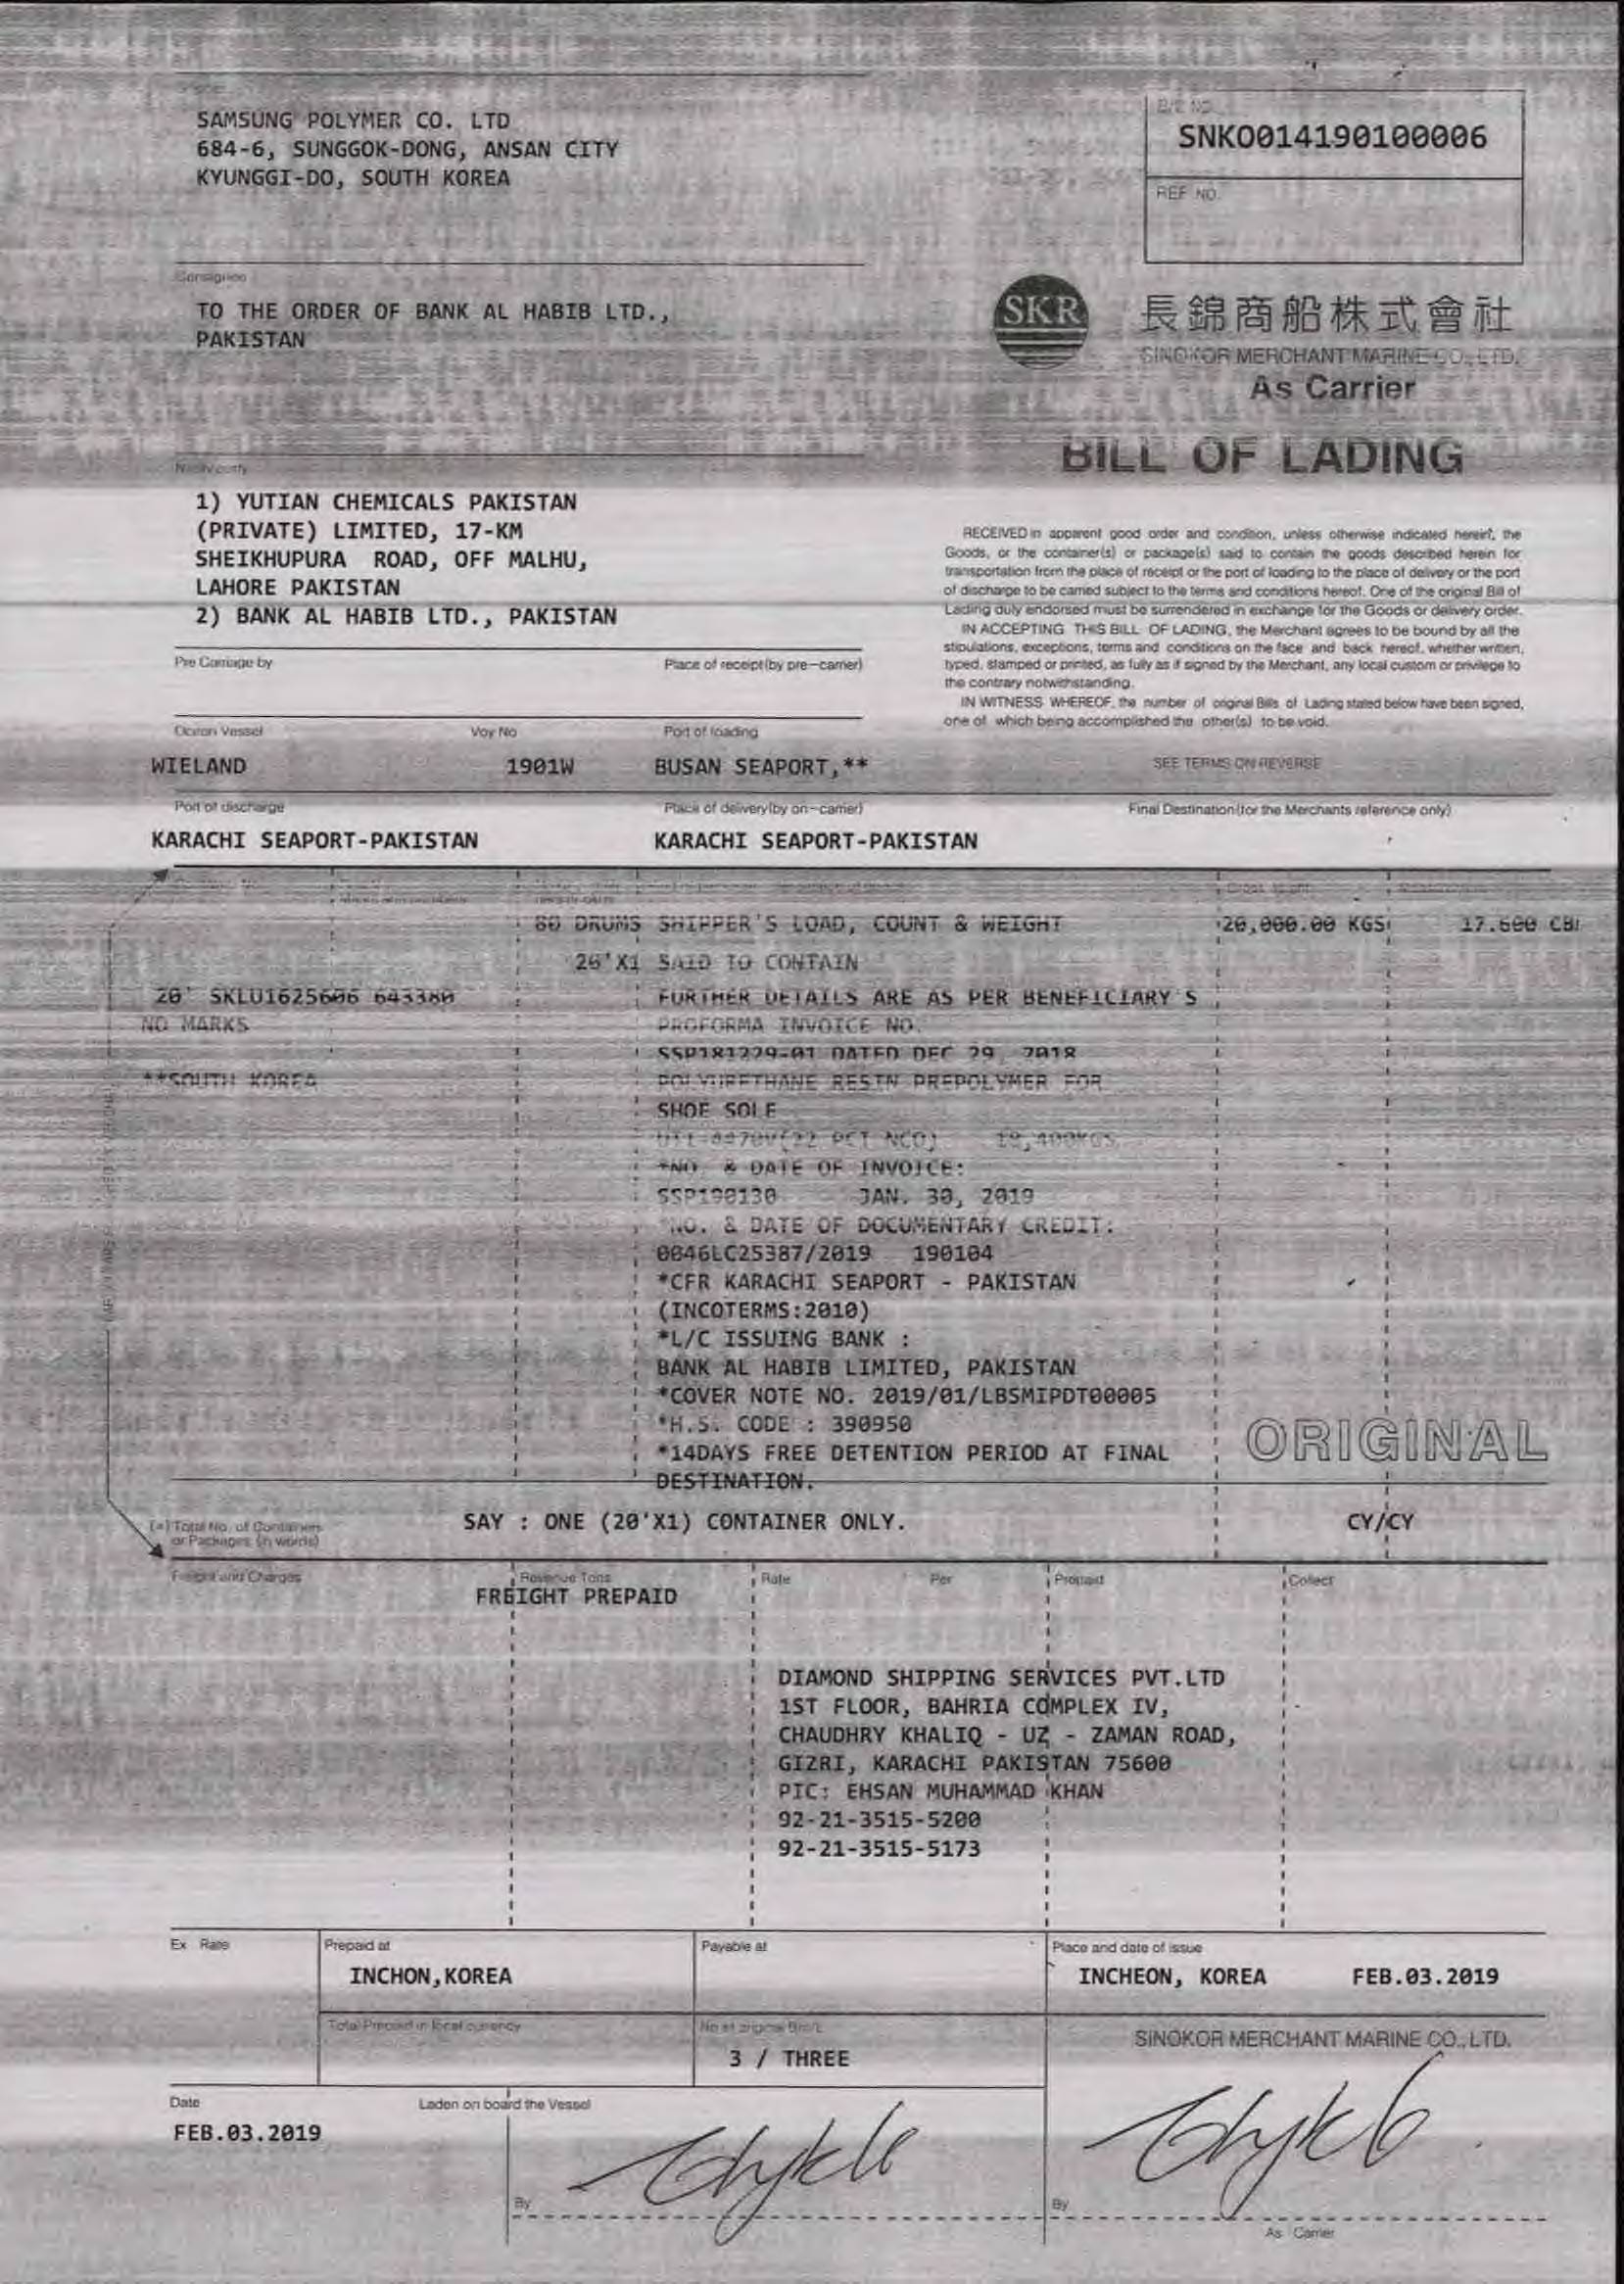 SAMSUNG POLYMER CO. LTD
684-6, SUNGGOK-DONG, ANSAN CITY
KYUNGGI-DO, SOUTH KOREA
B/L NO.
SNKO014190100006
REF NO.
Consignee
TO THE ORDER OF BANK AL HABIB LTD.,
PAKISTAN
SKR
長錦商船株式會社
SINOKOR MERCHANT MARINE CO., LTD.
As Carrier
BILL OF LADING
Notify party
1) YUTIAN CHEMICALS PAKISTAN
(PRIVATE) LIMITED, 17-KM
SHEIKHUPURA ROAD, OFF MALHU,
LAHORE PAKISTAN
2) BANK AL HABIB LTD., PAKISTAN
RECEIVED in apparent good order and condition, unless otherwise indicated herein, the
Goods, or the container(s) or package(s) said to contain the goods described herein for
transportation from the place of receipt or the port of loading to the place of delivery or the port
of discharge to be carried subject to the terms and conditions hereof. One of the original Bill of
Lading duly endorsed must be surrendered in exchange for the Goods or delivery order.
IN ACCEPTING THIS BILL OF LADING, the Merchant agrees to be bound by all the
stipulations, exceptions, terms and conditions on the face and back hereof, whether written,
typed, stamped or printed, as fully as if signed by the Merchant, any local custom or privilege to
the contrary notwithstanding.
IN WITNESS WHEREOF, the number of original Bills of Lading stated below have been signed,
one of which being accomplished the other(s) to be void.
Pre Carriage by Place of receipt(by pre-carrier)
Ocean Vessel Voy No Port of loading
WIELAND 1901W BUSAN SEAPORT,**
SEE TERMS ON REVERSE
Port of discharge Place of delivery(by on-carrier) Final Destination(for the Merchants reference only)
KARACHI SEAPORT-PAKISTAN KARACHI SEAPORT-PAKISTAN
80 DRUMS SHIPPER'S LOAD, COUNT & WEIGHT 20,000.00 KGS 17.600
20'X1 SAID TO CONTAIN
20' SKLU1625606 643380 FURTHER DETAILS ARE AS PER BENEFICIARY'S
NO MARKS PROFORMA INVOICE NO.
SSP181229-01 DATED DEC 29, 2018
**SOUTH KOREA POLYURETHANE RESIN PREPOLYMER FOR
SHOE SOLE
*NO. & DATE OF INVOICE:
SSP190130 JAN. 30, 2019
*NO. & DATE OF DOCUMENTARY CREDIT:
0046LC25387/2019 190104
*CFR KARACHI SEAPORT - PAKISTAN
(INCOTERMS:2010)
*L/C ISSUING BANK :
BANK AL HABIB LIMITED, PAKISTAN
*COVER NOTE NO. 2019/01/LBSMIPDT00005
*H.S. CODE : 390950
*14DAYS FREE DETENTION PERIOD AT FINAL
DESTINATION.
ORIGINAL
(*) Total No. of Containers
or Packages (in words)
SAY : ONE (20'X1) CONTAINER ONLY.
CY/CY
Freight and Charges Revenue Tons Rate Per Prepaid Collect
FREIGHT PREPAID
DIAMOND SHIPPING SERVICES PVT.LTD
1ST FLOOR, BAHRIA COMPLEX IV,
CHAUDHRY KHALIQ - UZ - ZAMAN ROAD,
GIZRI, KARACHI PAKISTAN 75600
PIC: EHSAN MUHAMMAD KHAN
92-21-3515-5200
92-21-3515-5173
Ex Rate Prepaid at Payable at Place and date of issue
INCHON,KOREA INCHEON, KOREA FEB.03.2019
Total Prepaid in local currency No of original B(s)/L
SINOKOR MERCHANT MARINE CO., LTD.
3 / THREE
Date Laden on board the Vessel
FEB.03.2019
By By
As Carrier